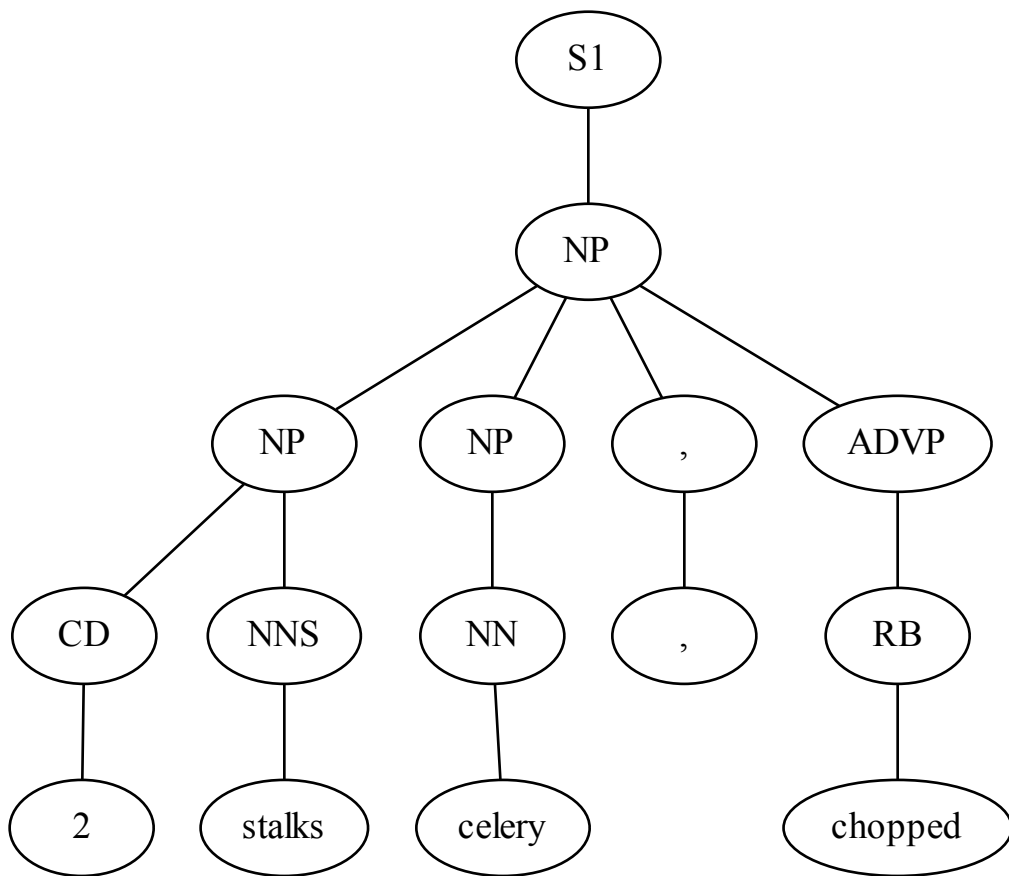 S1
NP
NP NP , ADVP
CD NNS NN , RB
2 stalks celery chopped